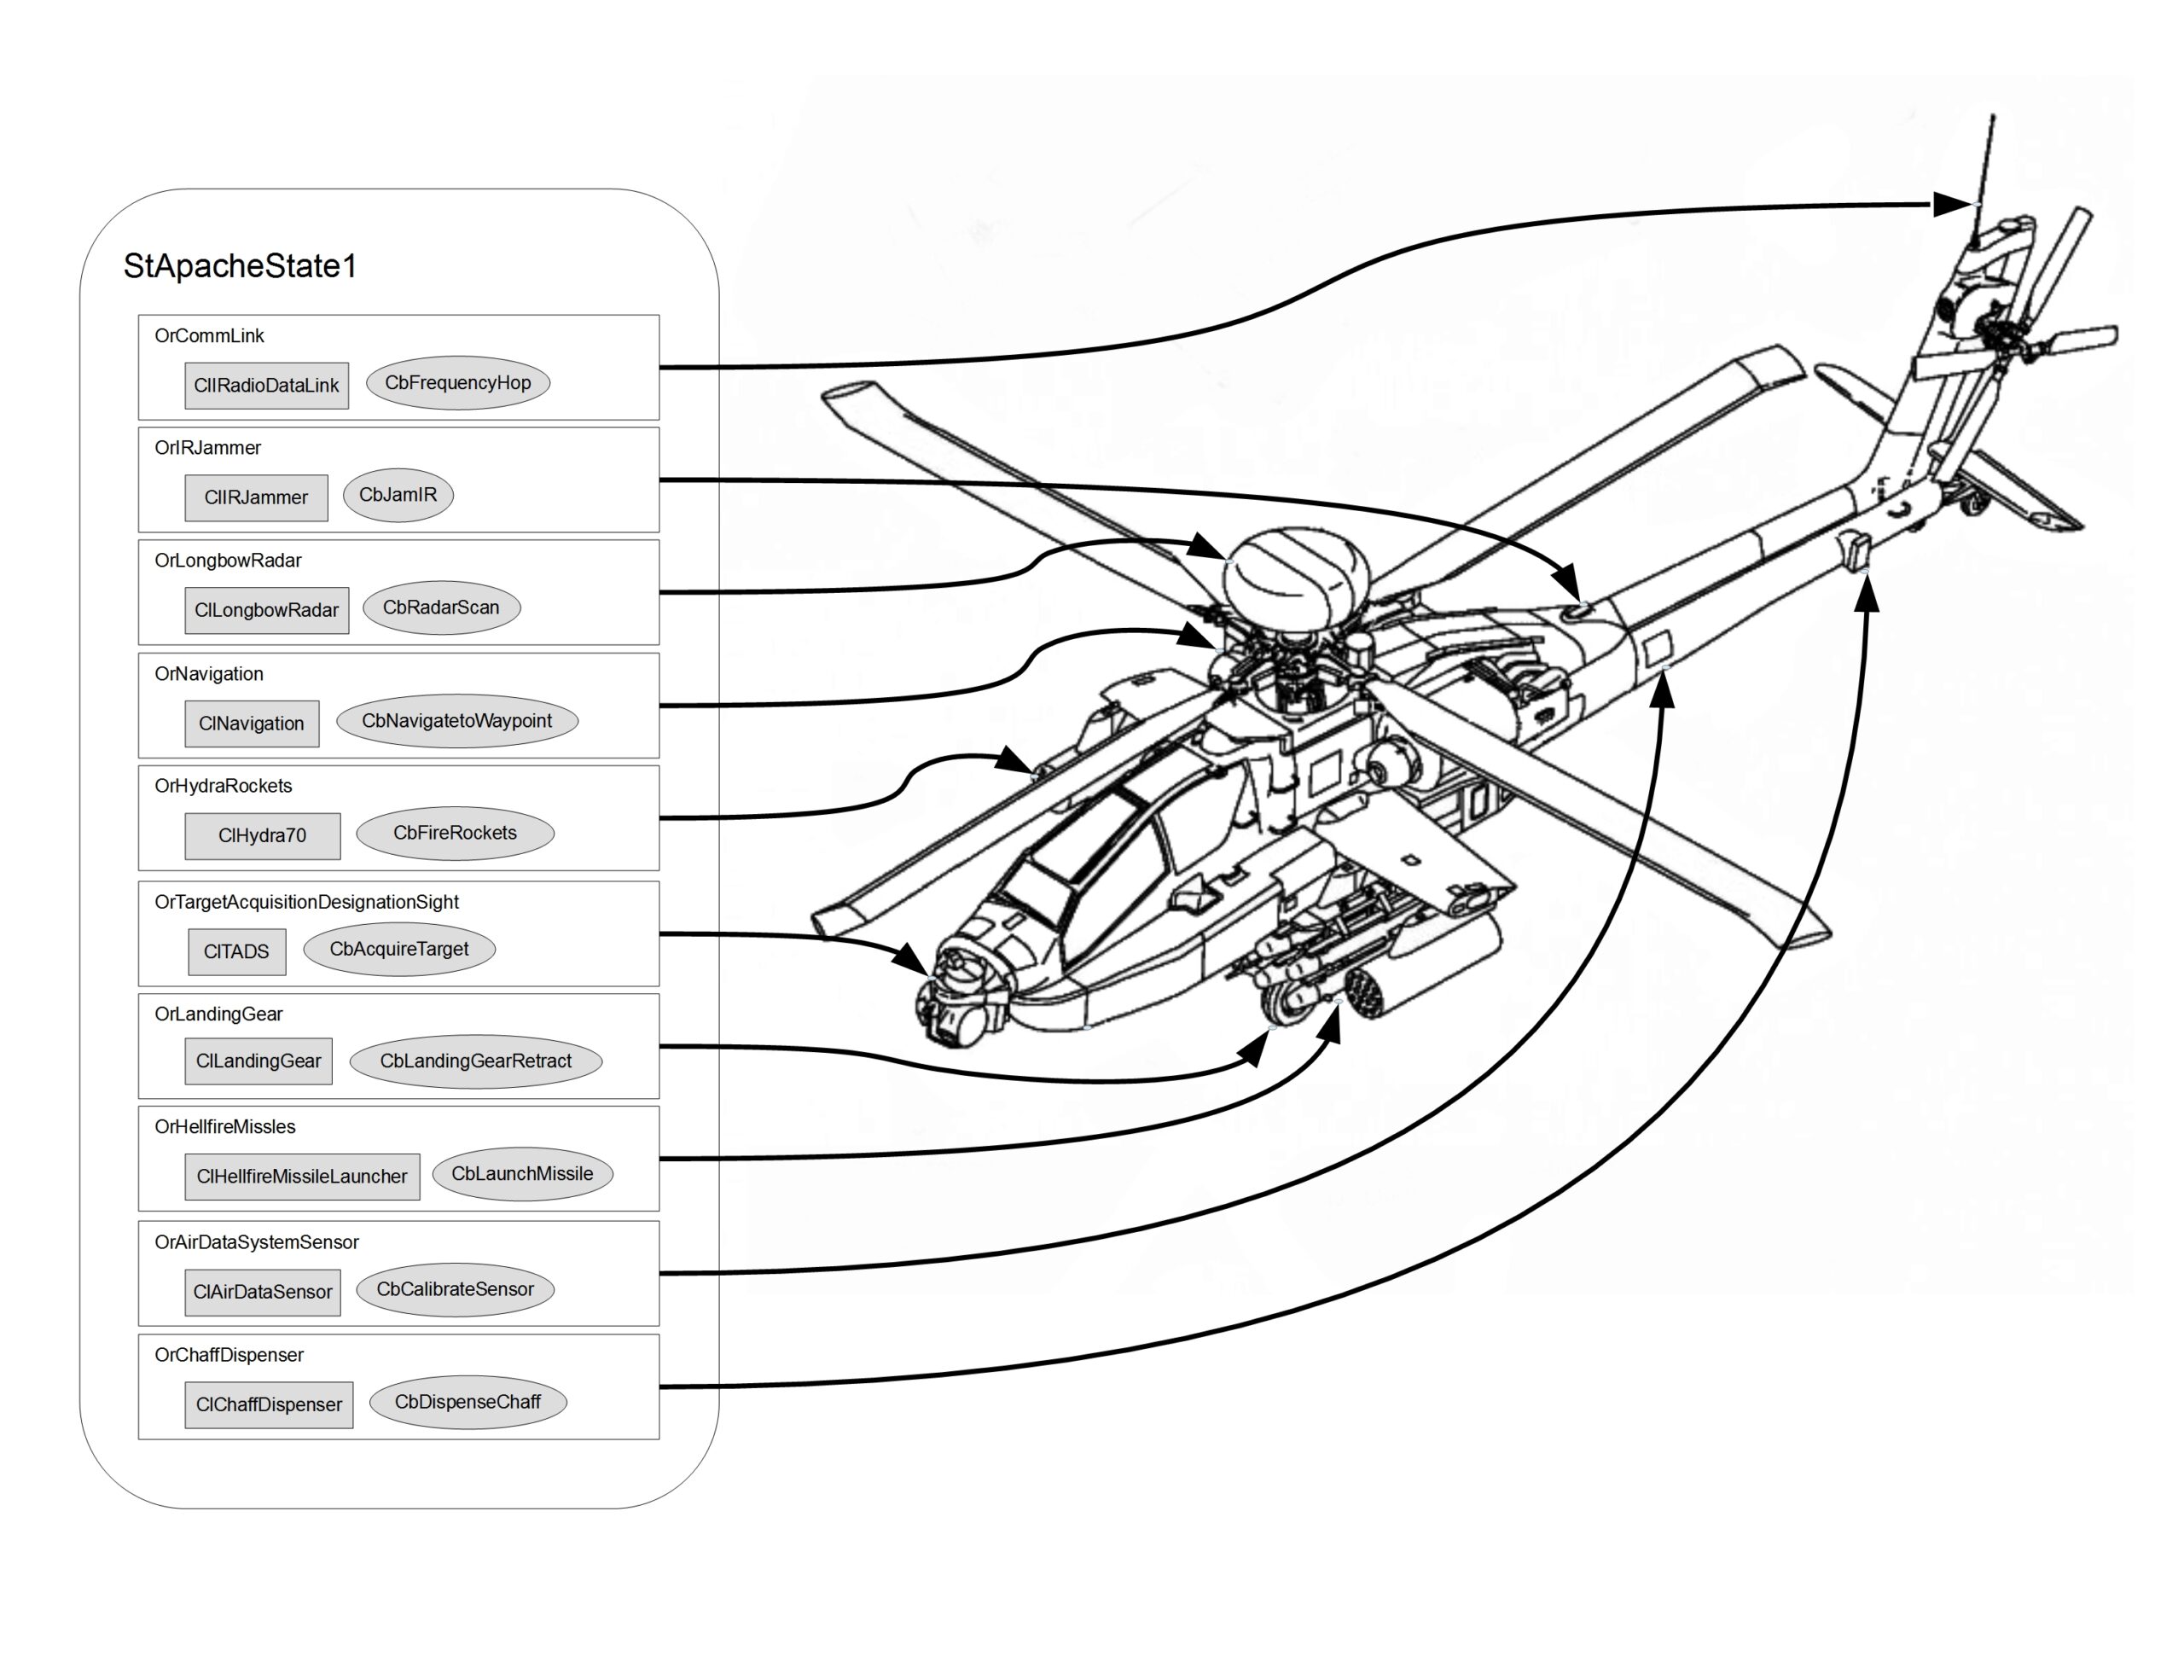 StApacheState1
OrCommLink
ClIRadioDataLink
CbFrequencyHop
OrIRJammer
ClIRJammer
CbJamIR
OrLongbowRadar
ClLongbowRadar
CbRadarScan
OrNavigation
ClNavigation
CbNavigatetoWaypoint
OrHydraRockets
ClHydra70
CbFireRockets
OrTargetAcquisitionDesignationSight
ClTADS
CbAcquireTarget
OrLandingGear
ClLandingGear
CbLandingGearRetract
OrHellfireMissles
ClHellfireMissileLauncher
CbLaunchMissile
OrAirDataSystemSensor
ClAirDataSensor
CbCalibrateSensor
OrChaffDispenser
ClChaffDispenser
CbDispenseChaff